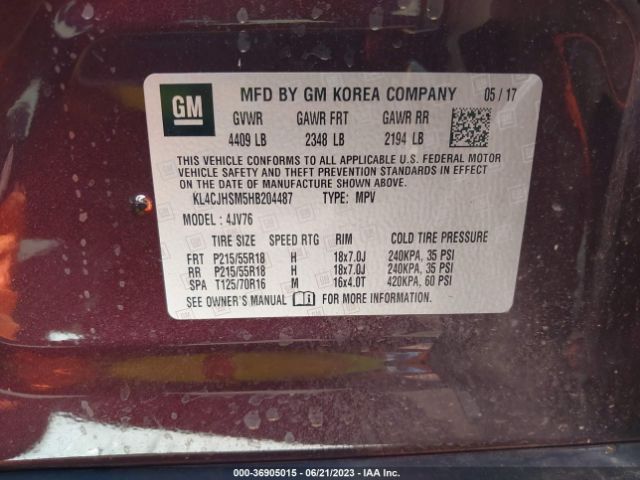 GM
MFD BY GM KOREA COMPANY 05 / 17
GVWR GAWR FRT GAWR RR
4409 LB 2348 LB 2194 LB
THIS VEHICLE CONFORMS TO ALL APPLICABLE U.S. FEDERAL MOTOR
VEHICLE SAFETY AND THEFT PREVENTION STANDARDS IN EFFECT
ON THE DATE OF MANUFACTURE SHOWN ABOVE.
KL4CJHSM5HB204487 TYPE: MPV
MODEL : 4JV76
TIRE SIZE SPEED RTG RIM COLD TIRE PRESSURE
FRT P215/55R18 H 18x7.0J 240KPA, 35 PSI
RR P215/55R18 H 18x7.0J 240KPA, 35 PSI
SPA T125/70R16 M 16x4.0T 420KPA, 60 PSI
SEE OWNER'S MANUAL FOR MORE INFORMATION.
000-36905015 - 06/21/2023 - IAA Inc.